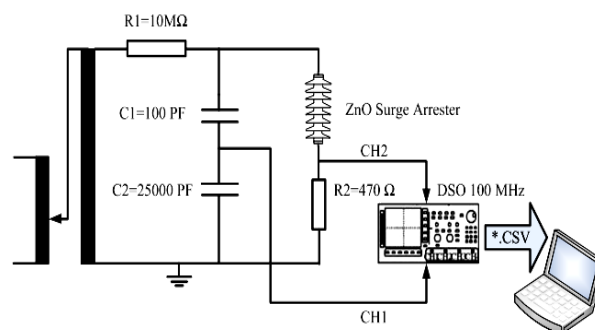 R1=10MΩ
C1=100 PF
ZnO Surge Arrester
CH2
C2=25000 PF
R2=470 Ω
DSO 100 MHz
*.CSV
CH1